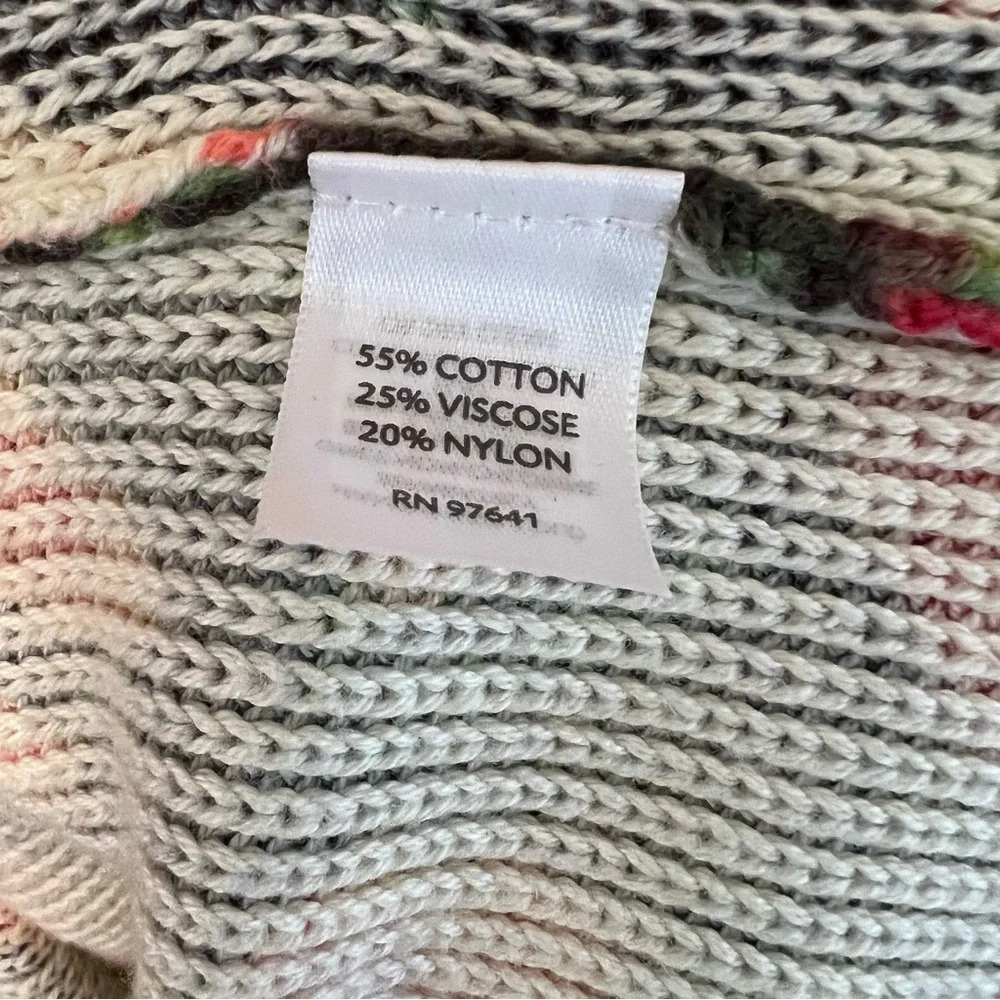 55% COTTON
25% VISCOSE
20% NYLON
RN 97641